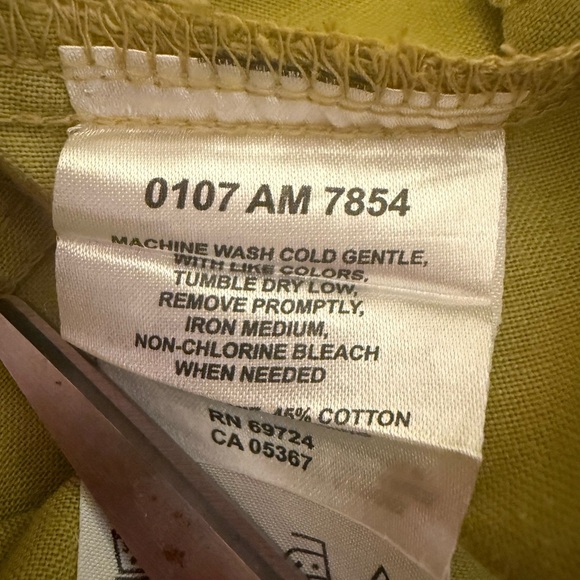 0107 AM 7854
MACHINE WASH COLD GENTLE,
WITH LIKE COLORS,
TUMBLE DRY LOW,
REMOVE PROMPTLY,
IRON MEDIUM,
NON-CHLORINE BLEACH
WHEN NEEDED
45% COTTON
RN 69724
CA 05367